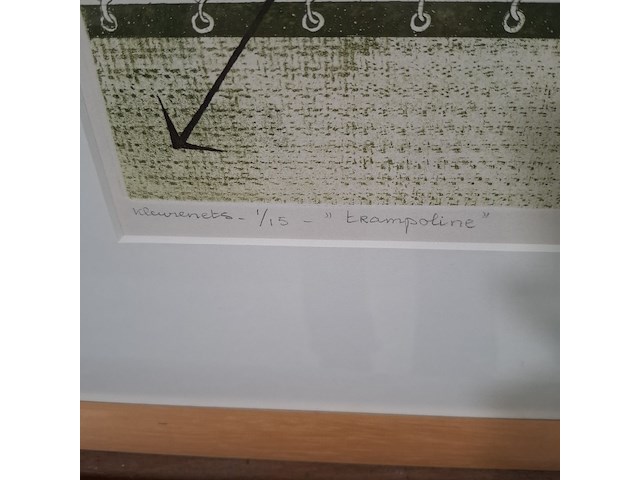 Kleurenets - 1/15 - " trampoline "